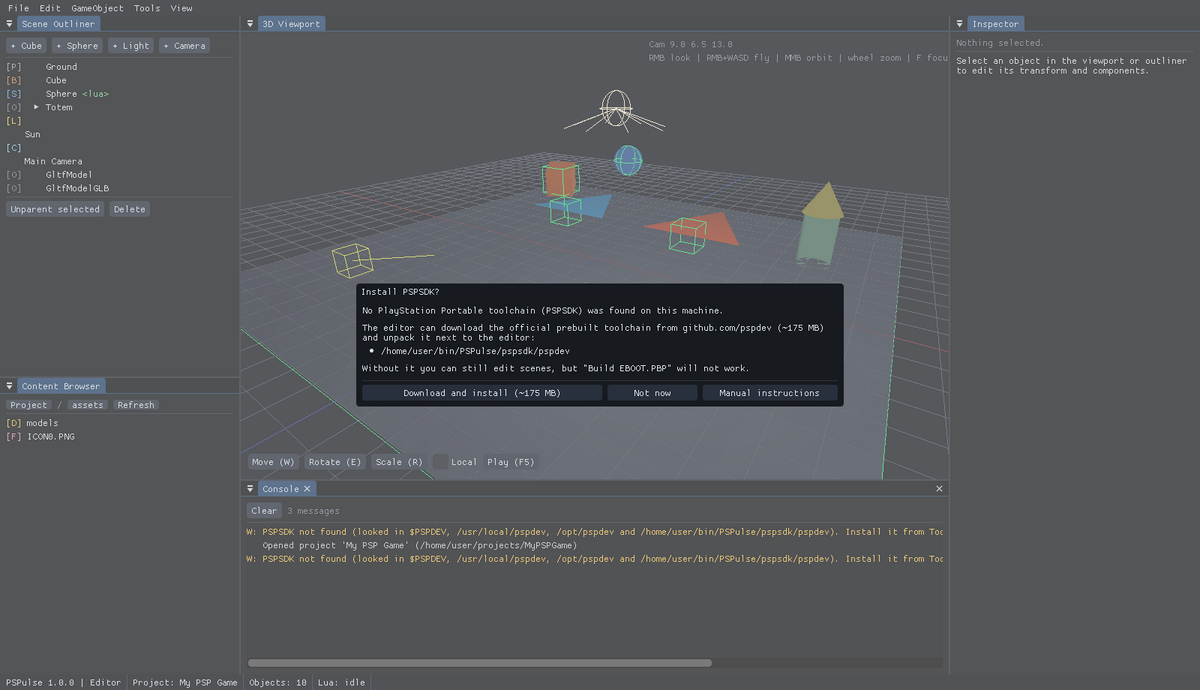 File Edit GameObject Tools View
Scene Outliner
+ Cube + Sphere + Light + Camera
[P] Ground
[B] Cube
[S] Sphere <lua>
[O] ▶ Totem
[L]
Sun
[C]
Main Camera
[O] GltfModel
[O] GltfModelGLB
Unparent selected Delete
Content Browser
Project / assets Refresh
[D] models
[F] ICON0.PNG
3D Viewport
Cam 9.0 6.5 13.0
RMB look | RMB+WASD fly | MMB orbit | wheel zoom | F focu
Install PSPSDK?
No PlayStation Portable toolchain (PSPSDK) was found on this machine.
The editor can download the official prebuilt toolchain from github.com/pspdev (~175 MB)
and unpack it next to the editor:
• /home/user/bin/PSPulse/pspsdk/pspdev
Without it you can still edit scenes, but "Build EBOOT.PBP" will not work.
Download and install (~175 MB) Not now Manual instructions
Move (W) Rotate (E) Scale (R) Local Play (F5)
Console ✕
Clear 3 messages
W: PSPSDK not found (looked in $PSPDEV, /usr/local/pspdev, /opt/pspdev and /home/user/bin/PSPulse/pspsdk/pspdev). Install it from Too
Opened project 'My PSP Game' (/home/user/projects/MyPSPGame)
W: PSPSDK not found (looked in $PSPDEV, /usr/local/pspdev, /opt/pspdev and /home/user/bin/PSPulse/pspsdk/pspdev). Install it from Too
Inspector
Nothing selected.
Select an object in the viewport or outliner
to edit its transform and components.
PSPulse 1.0.0 | Editor Project: My PSP Game Objects: 10 Lua: idle